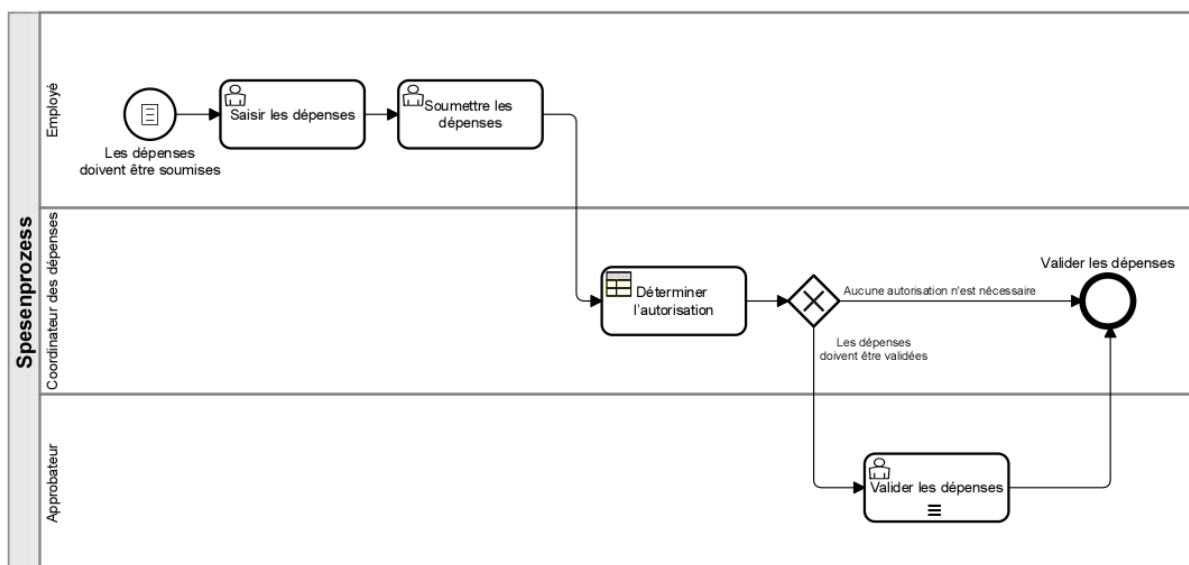 Spesenprozess
Employé
Les dépenses
doivent être soumises
Saisir les dépenses
Soumettre les
dépenses
Coordinateur des dépenses
Déterminer
l'autorisation
Aucune autorisation n'est nécessaire
Les dépenses
doivent être validées
Valider les dépenses
Approbateur
Valider les dépenses